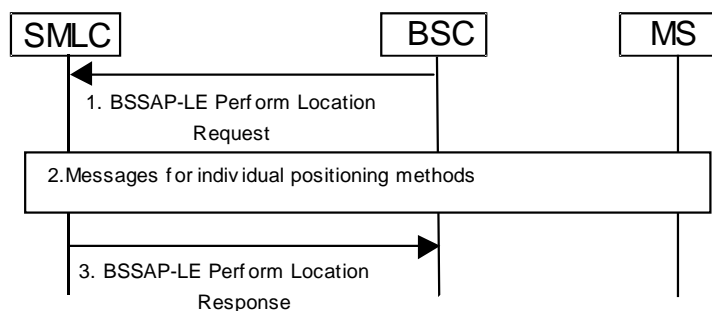 SMLC
BSC
MS
1. BSSAP-LE Perform Location
Request
2.Messages for individual positioning methods
3. BSSAP-LE Perform Location
Response